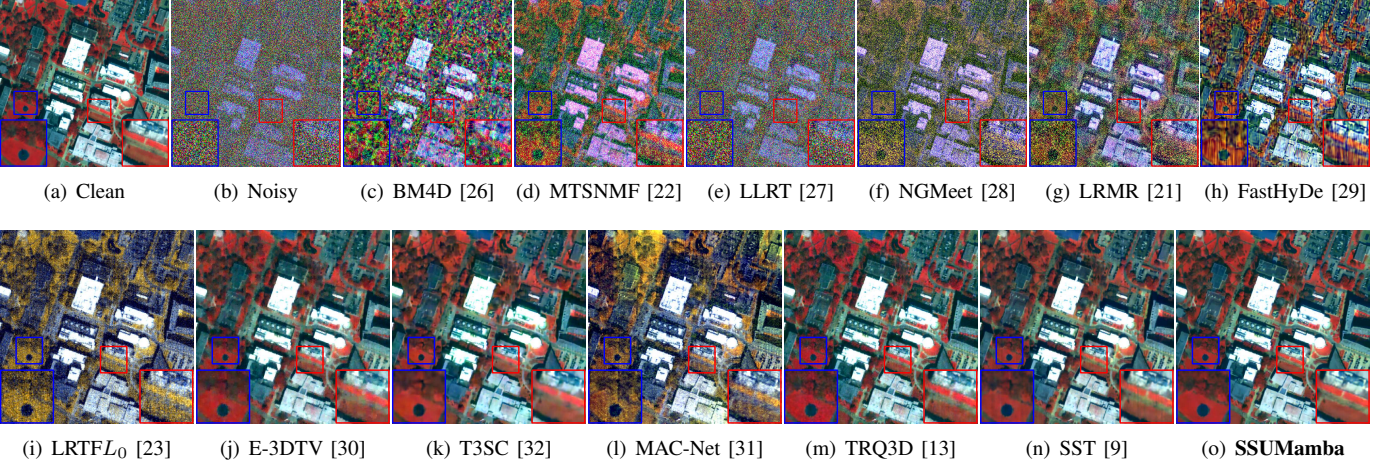 (a) Clean (b) Noisy (c) BM4D [26] (d) MTSNMF [22] (e) LLRT [27] (f) NGMeet [28] (g) LRMR [21] (h) FastHyDe [29]
(i) LRTFL₀ [23] (j) E-3DTV [30] (k) T3SC [32] (l) MAC-Net [31] (m) TRQ3D [13] (n) SST [9] (o) SSUMamba